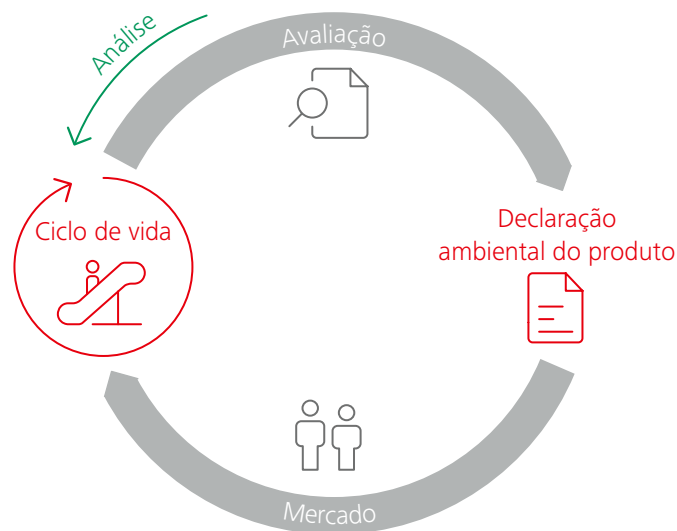 Análise
Avaliação
Ciclo de vida
Declaração
ambiental do produto
Mercado